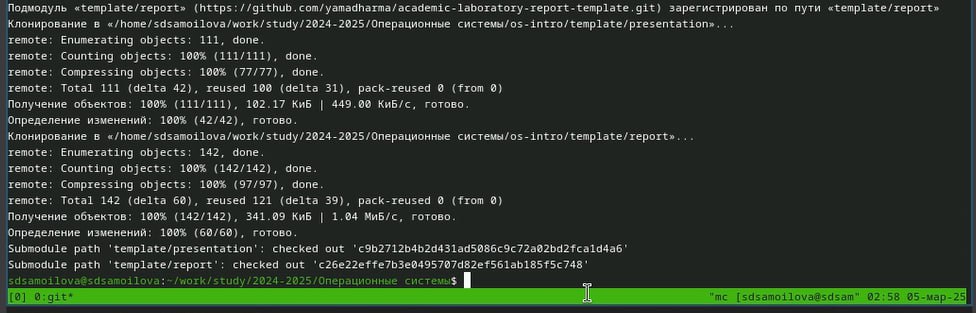 Подмодуль «template/report» (https://github.com/yamadharma/academic-laboratory-report-template.git) зарегистрирован по пути «template/report»
Клонирование в «/home/sdsamoilova/work/study/2024-2025/Операционные системы/os-intro/template/presentation»...
remote: Enumerating objects: 111, done.
remote: Counting objects: 100% (111/111), done.
remote: Compressing objects: 100% (77/77), done.
remote: Total 111 (delta 42), reused 100 (delta 31), pack-reused 0 (from 0)
Получение объектов: 100% (111/111), 102.17 КиБ | 449.00 КиБ/с, готово.
Определение изменений: 100% (42/42), готово.
Клонирование в «/home/sdsamoilova/work/study/2024-2025/Операционные системы/os-intro/template/report»...
remote: Enumerating objects: 142, done.
remote: Counting objects: 100% (142/142), done.
remote: Compressing objects: 100% (97/97), done.
remote: Total 142 (delta 60), reused 121 (delta 39), pack-reused 0 (from 0)
Получение объектов: 100% (142/142), 341.09 КиБ | 1.04 МиБ/с, готово.
Определение изменений: 100% (60/60), готово.
Submodule path 'template/presentation': checked out 'c9b2712b4b2d431ad5086c9c72a02bd2fca1d4a6'
Submodule path 'template/report': checked out 'c26e22effe7b3e0495707d82ef561ab185f5c748'
sdsamoilova@sdsamoilova:~/work/study/2024-2025/Операционные системы$
[0] 0:git* "mc [sdsamoilova@sdsam" 02:58 05-мар-25